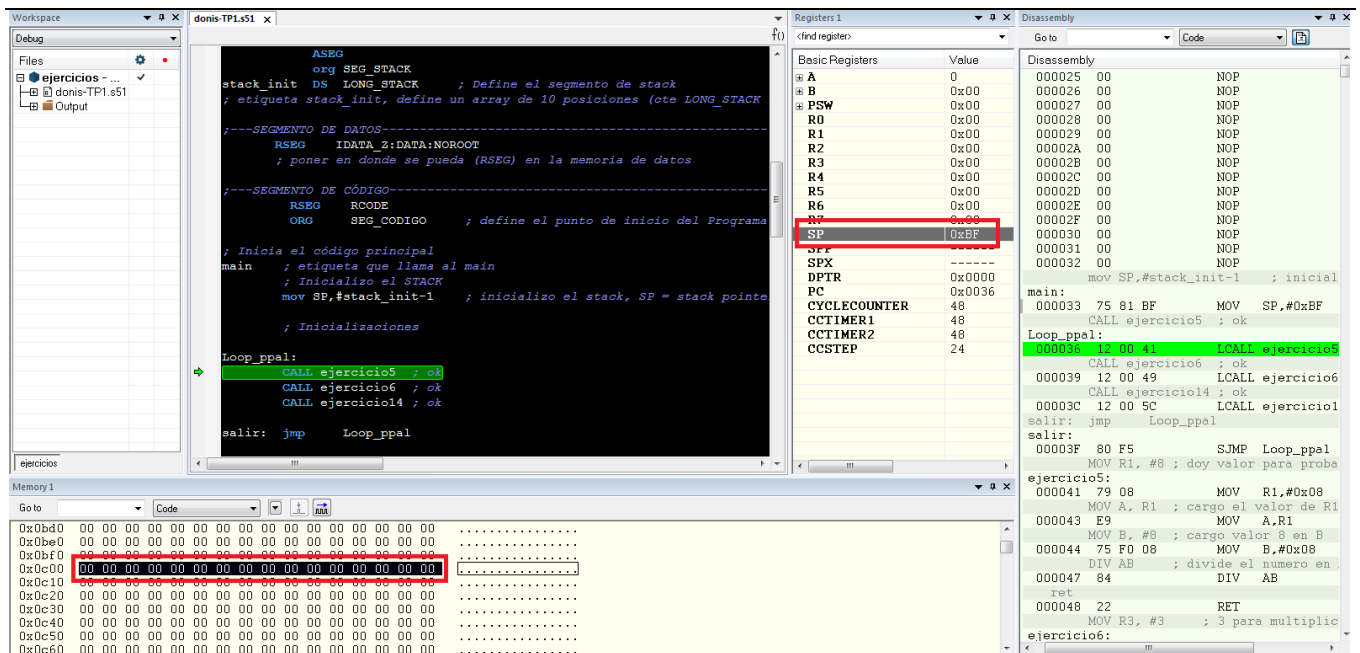 Workspace
Debug
Files
ejercicios - ...
donis-TP1.s51
Output
ejercicios
donis-TP1.s51
f()
ASEG
org SEG_STACK
stack_init DS LONG_STACK ; Define el segmento de stack
; etiqueta stack_init, define un array de 10 posiciones (cte LONG_STACK
;---SEGMENTO DE DATOS----------------------------------------------------
RSEG IDATA_Z:DATA:NOROOT
; poner en donde se pueda (RSEG) en la memoria de datos
;---SEGMENTO DE CÓDIGO---------------------------------------------------
RSEG RCODE
ORG SEG_CODIGO ; define el punto de inicio del Programa
; Inicia el código principal
main ; etiqueta que llama al main
; Inicializo el STACK
mov SP,#stack_init-1 ; inicializo el stack, SP = stack pointe
; Inicializaciones
Loop_ppal:
CALL ejercicio5 ; ok
CALL ejercicio6 ; ok
CALL ejercicio14 ; ok
salir: jmp Loop_ppal
Registers 1
<find register>
Basic Registers Value
A 0
B 0x00
PSW 0x00
R0 0x00
R1 0x00
R2 0x00
R3 0x00
R4 0x00
R5 0x00
R6 0x00
R7 0x00
SP 0xBF
SPP ------
SPX ------
DPTR 0x0000
PC 0x0036
CYCLECOUNTER 48
CCTIMER1 48
CCTIMER2 48
CCSTEP 24
Disassembly
Go to Code
Disassembly
000025 00 NOP
000026 00 NOP
000027 00 NOP
000028 00 NOP
000029 00 NOP
00002A 00 NOP
00002B 00 NOP
00002C 00 NOP
00002D 00 NOP
00002E 00 NOP
00002F 00 NOP
000030 00 NOP
000031 00 NOP
000032 00 NOP
mov SP,#stack_init-1 ; inicial
main:
000033 75 81 BF MOV SP,#0xBF
CALL ejercicio5 ; ok
Loop_ppal:
000036 12 00 41 LCALL ejercicio5
CALL ejercicio6 ; ok
000039 12 00 49 LCALL ejercicio6
CALL ejercicio14 ; ok
00003C 12 00 5C LCALL ejercicio1
salir: jmp Loop_ppal
salir:
00003F 80 F5 SJMP Loop_ppal
MOV R1, #8 ; doy valor para proba
ejercicio5:
000041 79 08 MOV R1,#0x08
MOV A, R1 ; cargo el valor de R1
000043 E9 MOV A,R1
MOV B, #8 ; cargo valor 8 en B
000044 75 F0 08 MOV B,#0x08
DIV AB ; divide el numero en
000047 84 DIV AB
ret
000048 22 RET
MOV R3, #3 ; 3 para multiplic
ejercicio6:
Memory 1
Go to Code
0x0bd0 00 00 00 00 00 00 00 00 00 00 00 00 00 00 00 00 ................
0x0be0 00 00 00 00 00 00 00 00 00 00 00 00 00 00 00 00 ................
0x0bf0 00 00 00 00 00 00 00 00 00 00 00 00 00 00 00 00 ................
0x0c00 00 00 00 00 00 00 00 00 00 00 00 00 00 00 00 00 ................
0x0c10 00 00 00 00 00 00 00 00 00 00 00 00 00 00 00 00 ................
0x0c20 00 00 00 00 00 00 00 00 00 00 00 00 00 00 00 00 ................
0x0c30 00 00 00 00 00 00 00 00 00 00 00 00 00 00 00 00 ................
0x0c40 00 00 00 00 00 00 00 00 00 00 00 00 00 00 00 00 ................
0x0c50 00 00 00 00 00 00 00 00 00 00 00 00 00 00 00 00 ................
0x0c60 00 00 00 00 00 00 00 00 00 00 00 00 00 00 00 00 ................